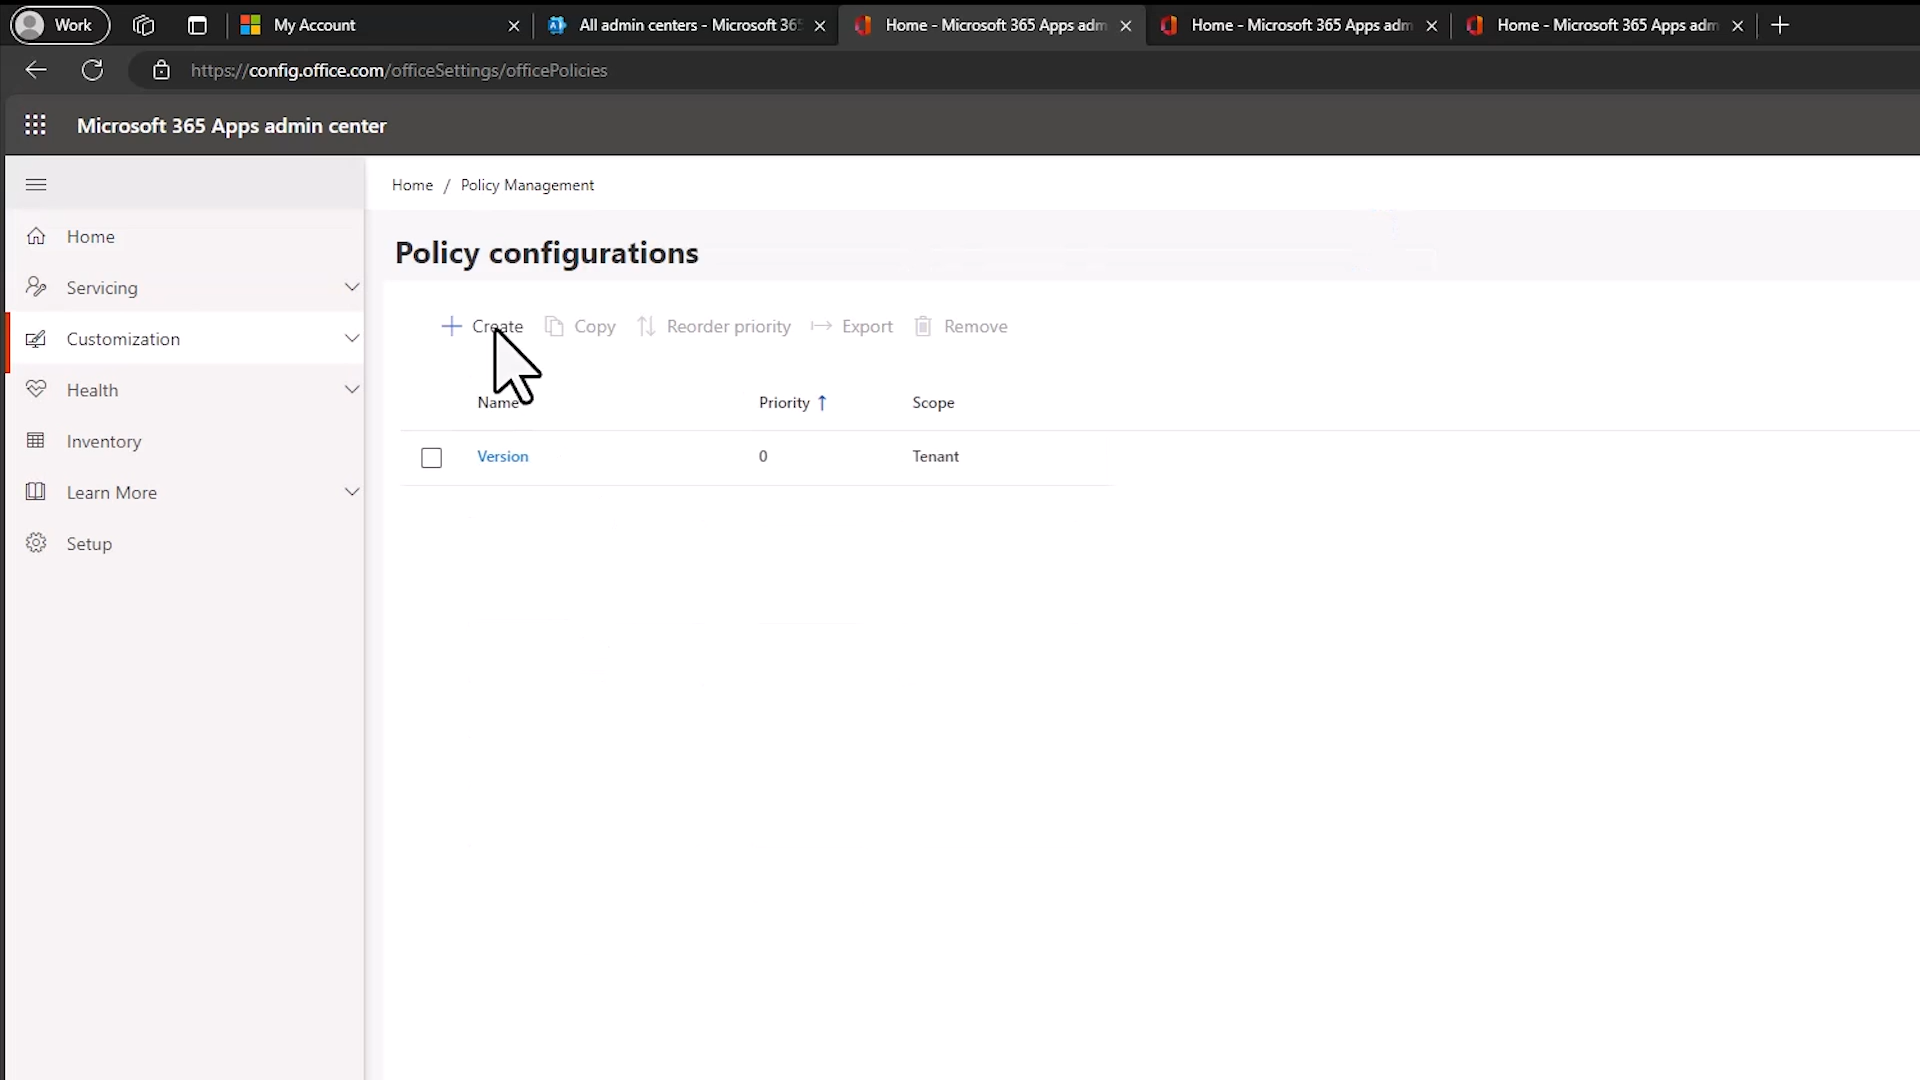 Work
My Account
All admin centers - Microsoft 365
Home - Microsoft 365 Apps adm
Home - Microsoft 365 Apps adm
Home - Microsoft 365 Apps adm
https://config.office.com/officeSettings/officePolicies
Microsoft 365 Apps admin center
Home / Policy Management
Home
Servicing
Customization
Health
Inventory
Learn More
Setup
Policy configurations
Create
Copy
Reorder priority
Export
Remove
Name Priority ↑ Scope
Version 0 Tenant